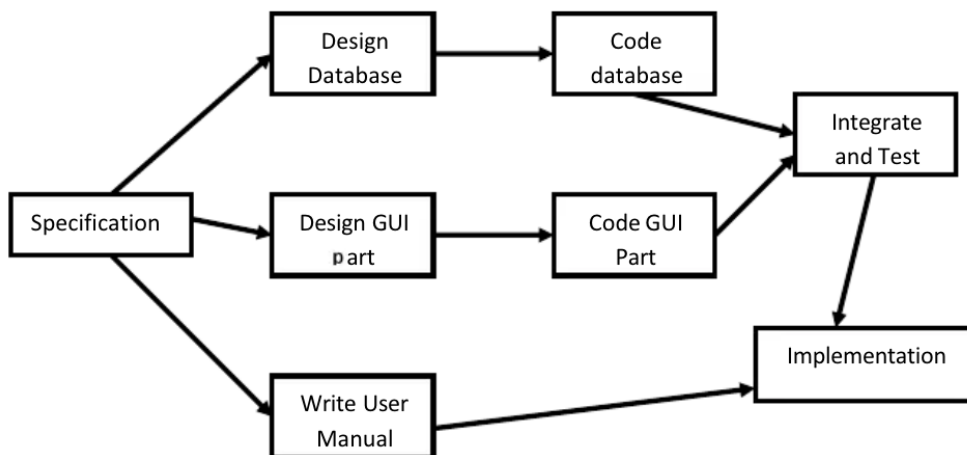 Design
Database
Code
database
Integrate
and Test
Specification
Design GUI
part
Code GUI
Part
Implementation
Write User
Manual